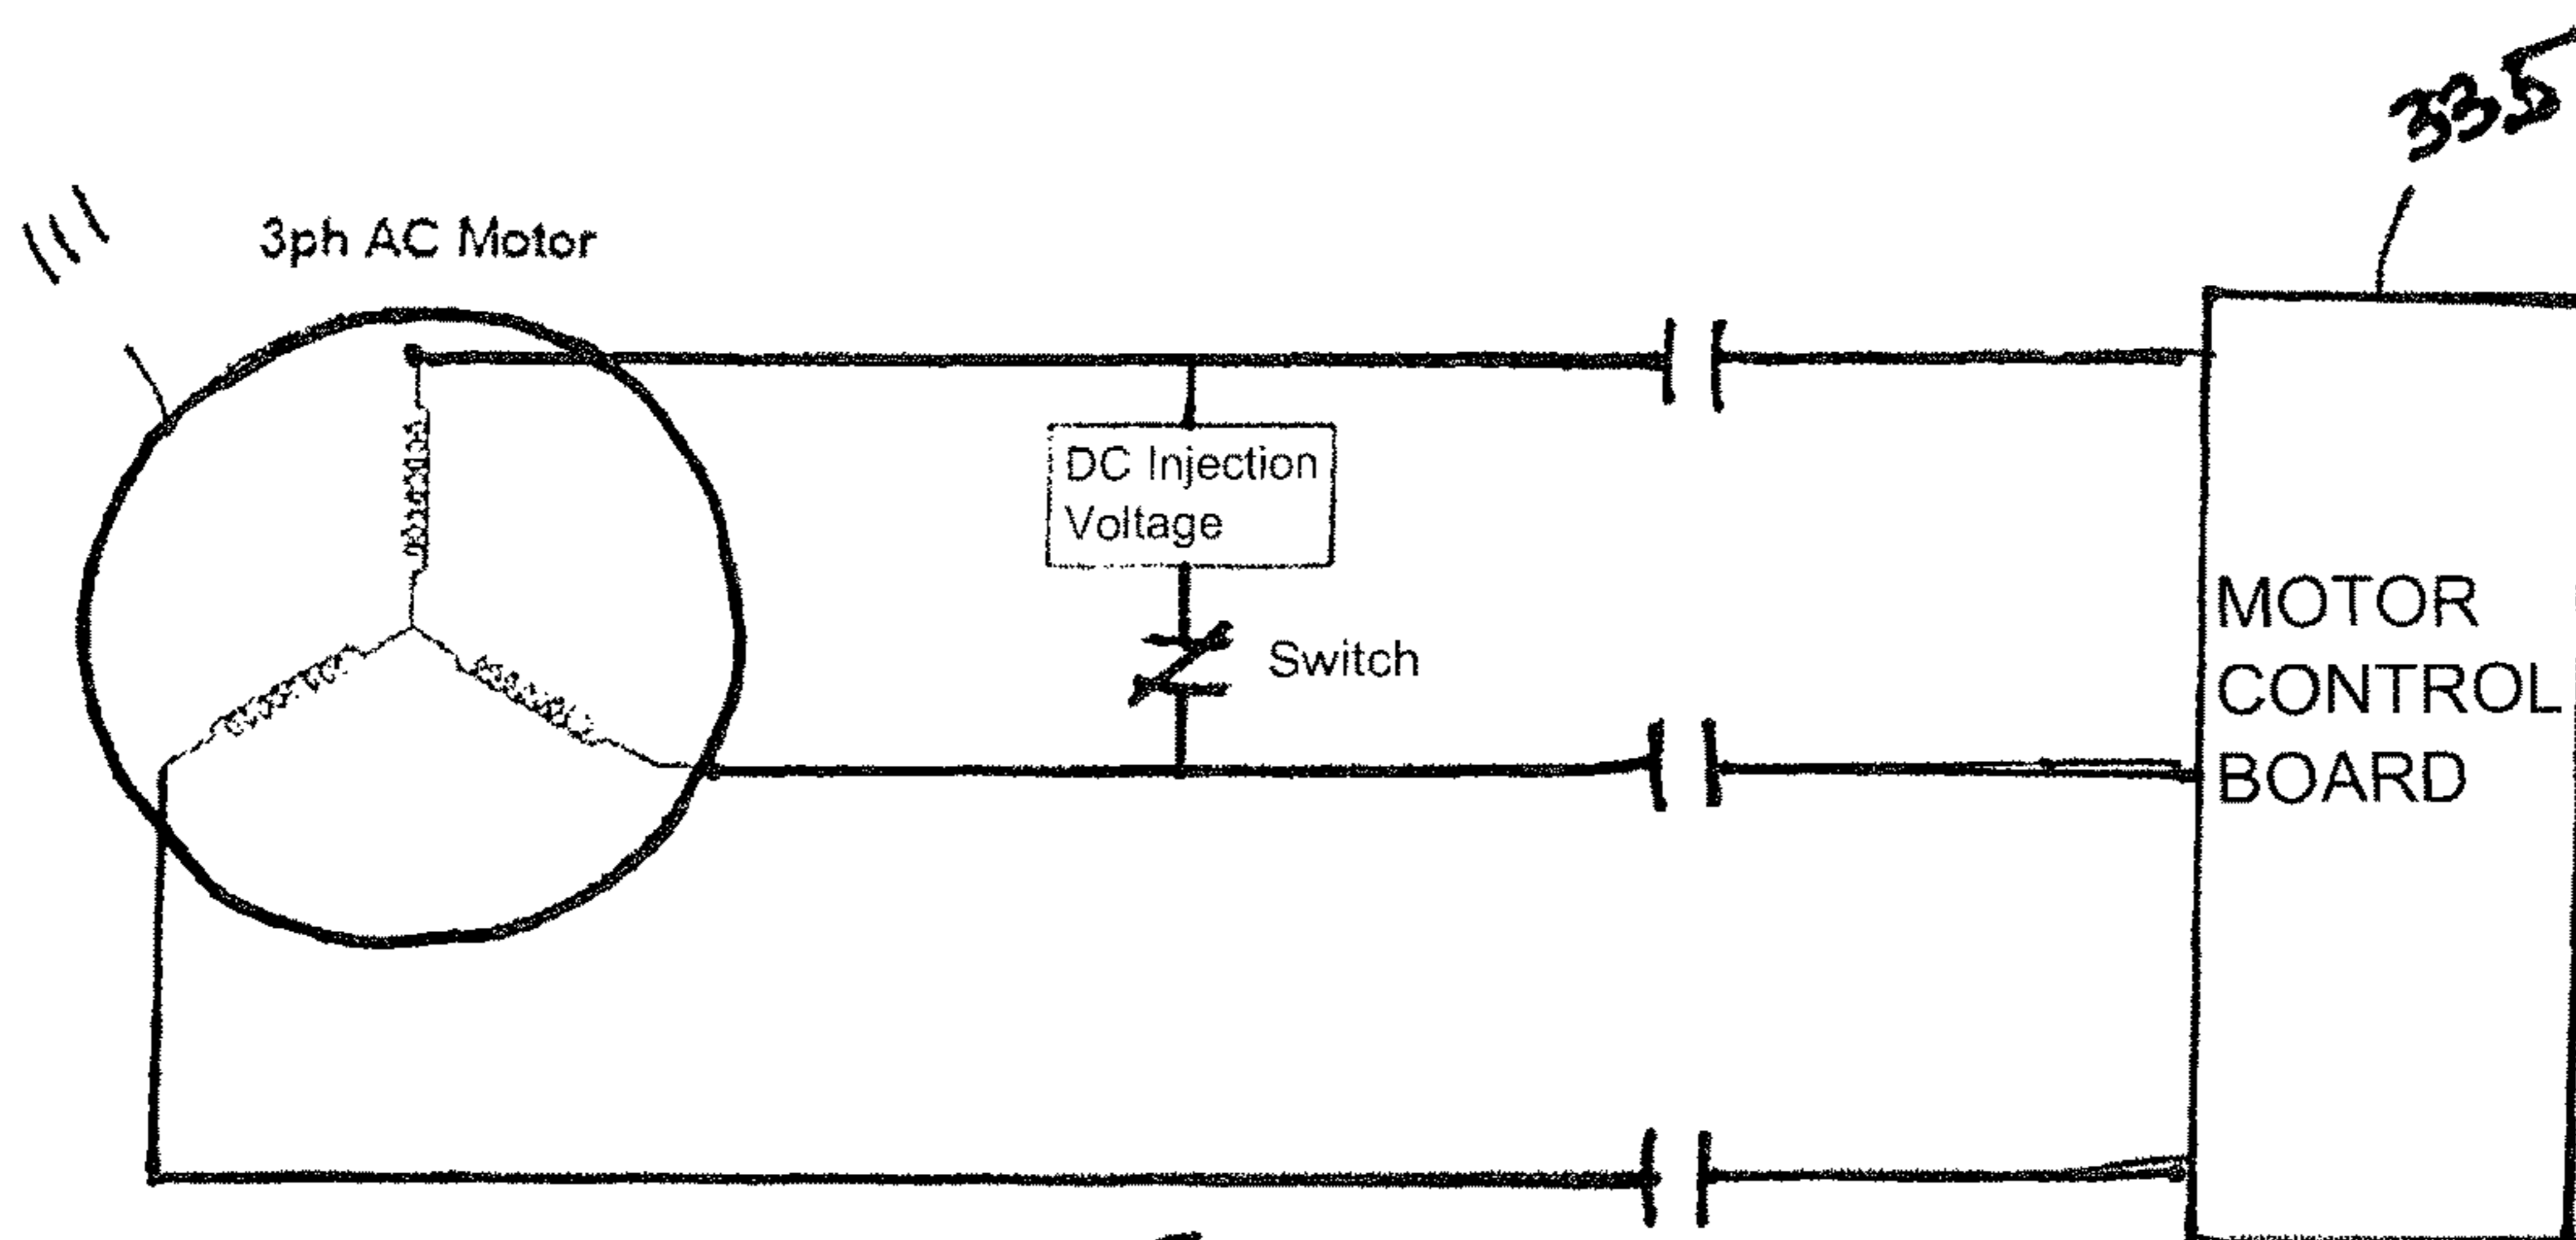 335
111
3ph AC Motor
DC Injection
Voltage
Switch
MOTOR
CONTROL
BOARD